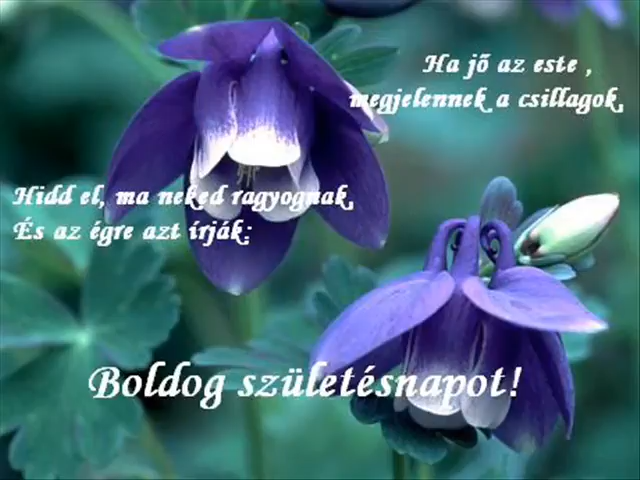 Ha jő az este ,
megjelennek a csillagok,
Hidd el, ma neked ragyognak,
És az égre azt írják:
Boldog születésnapot!